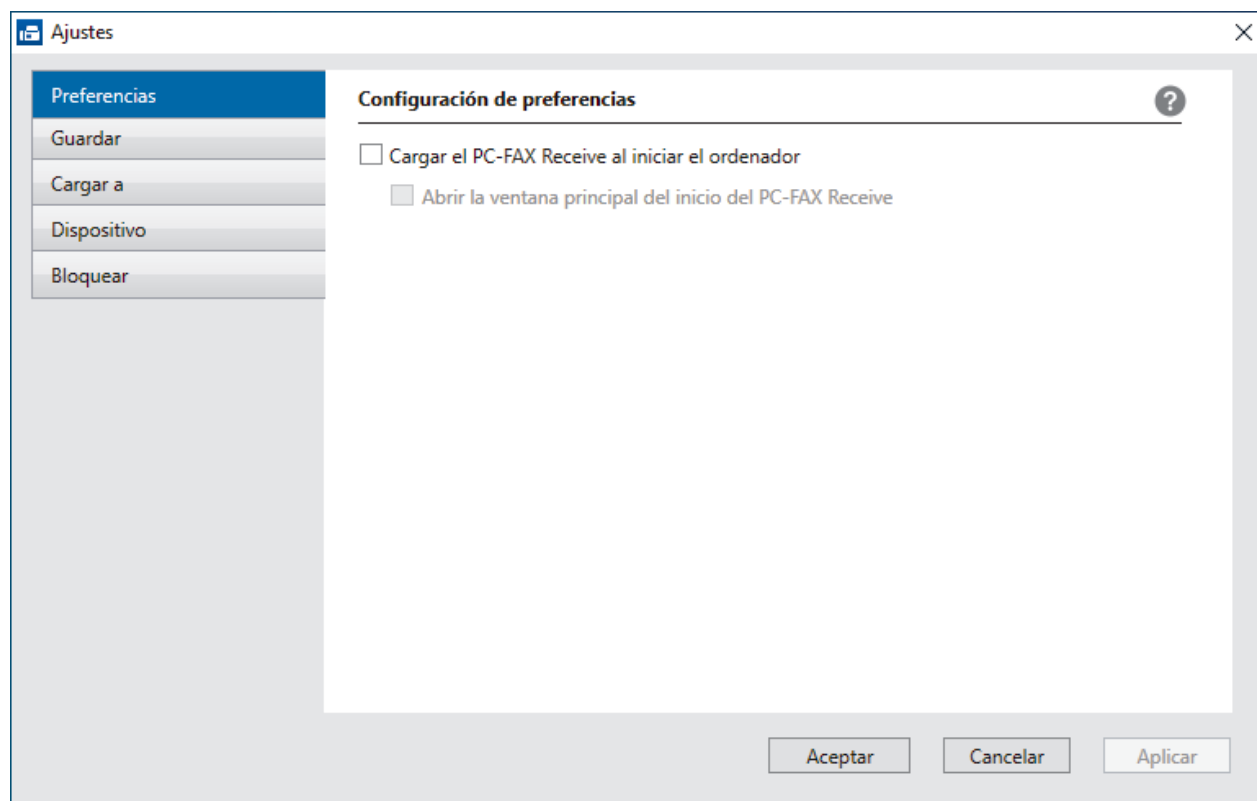 Ajustes
Preferencias
Guardar
Cargar a
Dispositivo
Bloquear
Configuración de preferencias
?
Cargar el PC-FAX Receive al iniciar el ordenador
Abrir la ventana principal del inicio del PC-FAX Receive
Aceptar
Cancelar
Aplicar